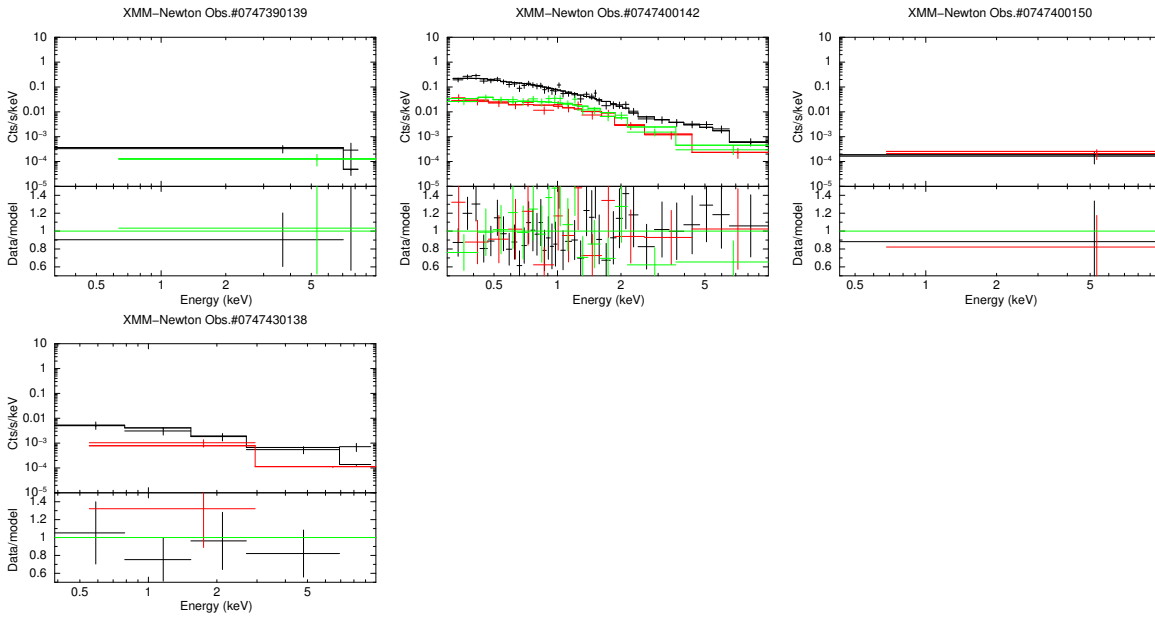 XMM−Newton Obs.#0747390139
Cts/s/keV
10
1
0.1
0.01
10−3
10−4
10−5
Data/model
1.4
1.2
1
0.8
0.6
0.5 1 2 5
Energy (keV)
XMM−Newton Obs.#0747400142
Cts/s/keV
10
1
0.1
0.01
10−3
10−4
10−5
Data/model
1.4
1.2
1
0.8
0.6
0.5 1 2 5
Energy (keV)
XMM−Newton Obs.#0747400150
Cts/s/keV
10
1
0.1
0.01
10−3
10−4
10−5
Data/model
1.4
1.2
1
0.8
0.6
0.5 1 2 5
Energy (keV)
XMM−Newton Obs.#0747430138
Cts/s/keV
10
1
0.1
0.01
10−3
10−4
10−5
Data/model
1.4
1.2
1
0.8
0.6
0.5 1 2 5
Energy (keV)